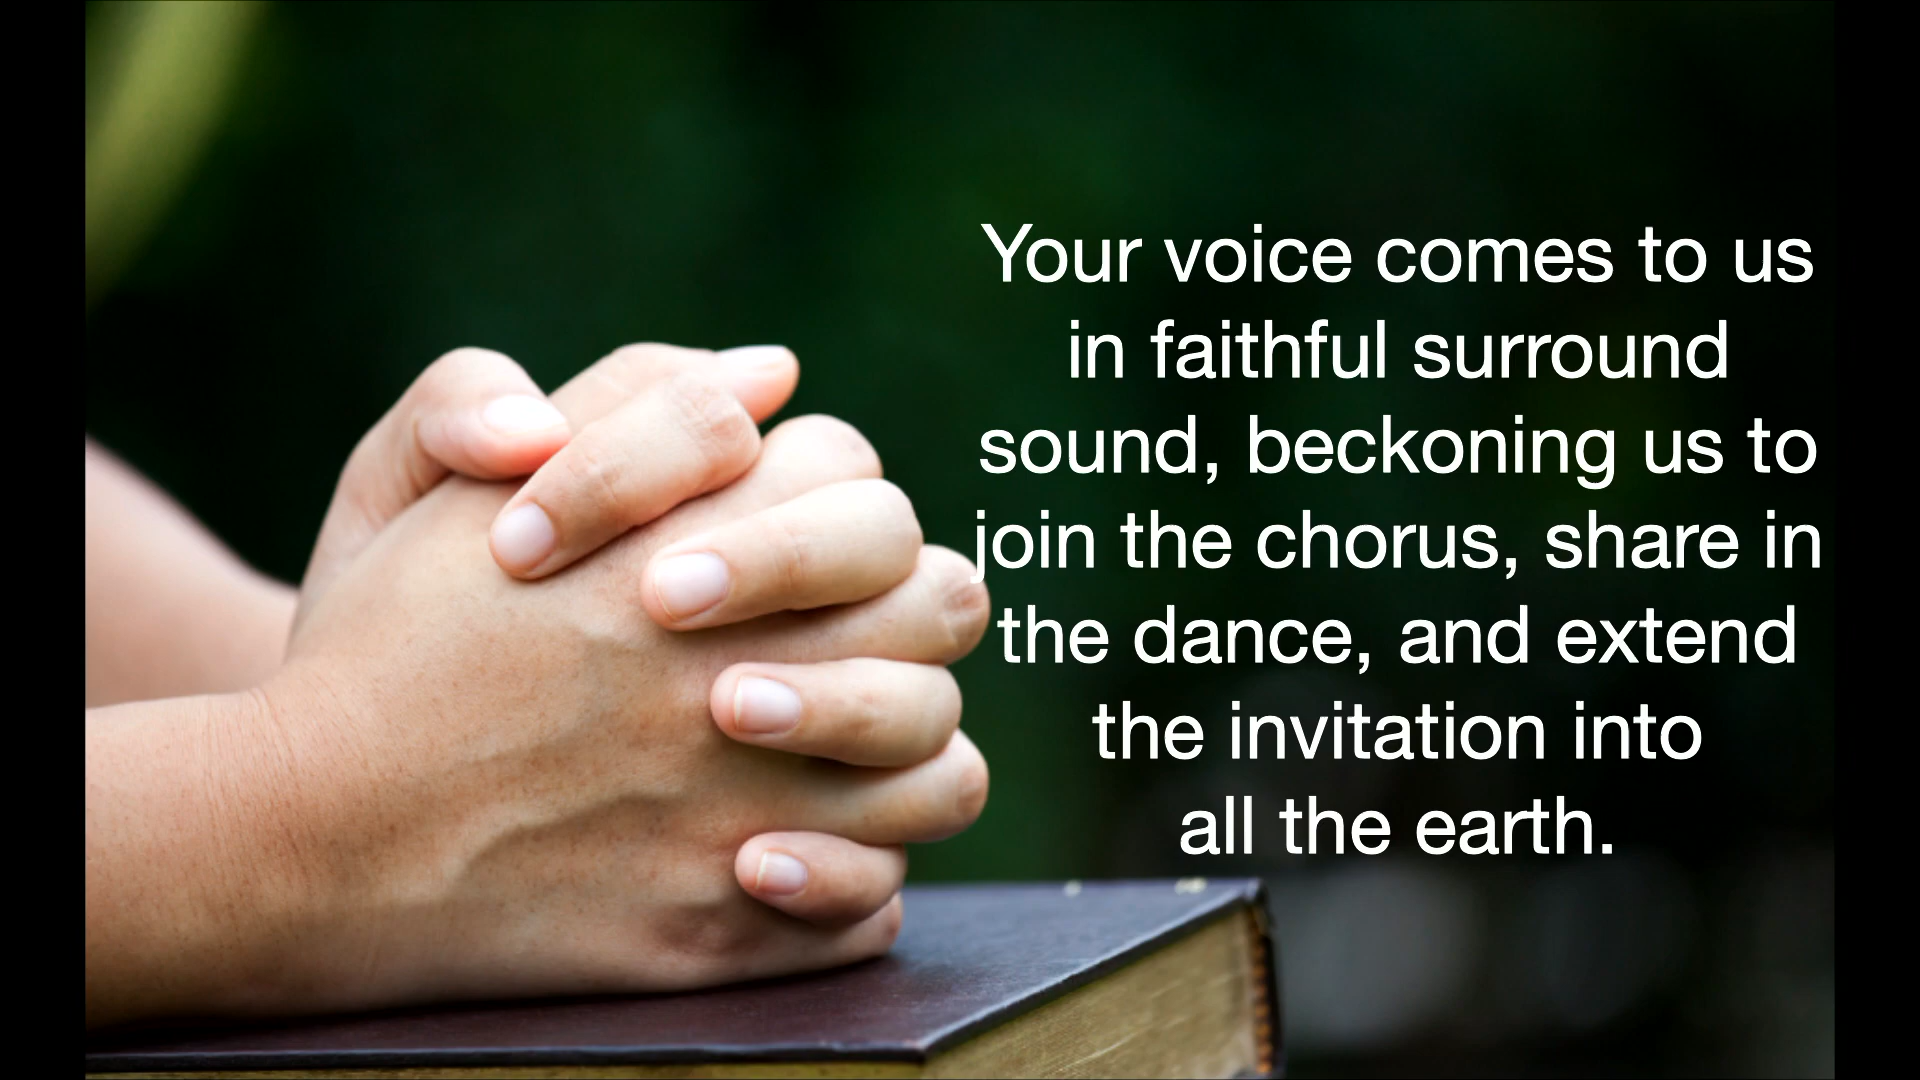 Your voice comes to us
in faithful surround
sound, beckoning us to
join the chorus, share in
the dance, and extend
the invitation into
all the earth.